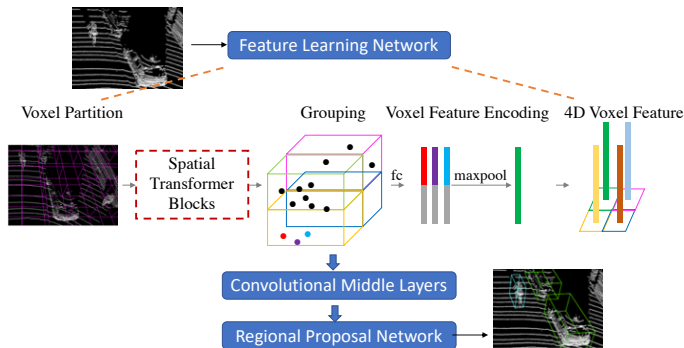 Feature Learning Network
Voxel Partition
Grouping
Voxel Feature Encoding
4D Voxel Feature
Spatial
Transformer
Blocks
fc
maxpool
Convolutional Middle Layers
Regional Proposal Network